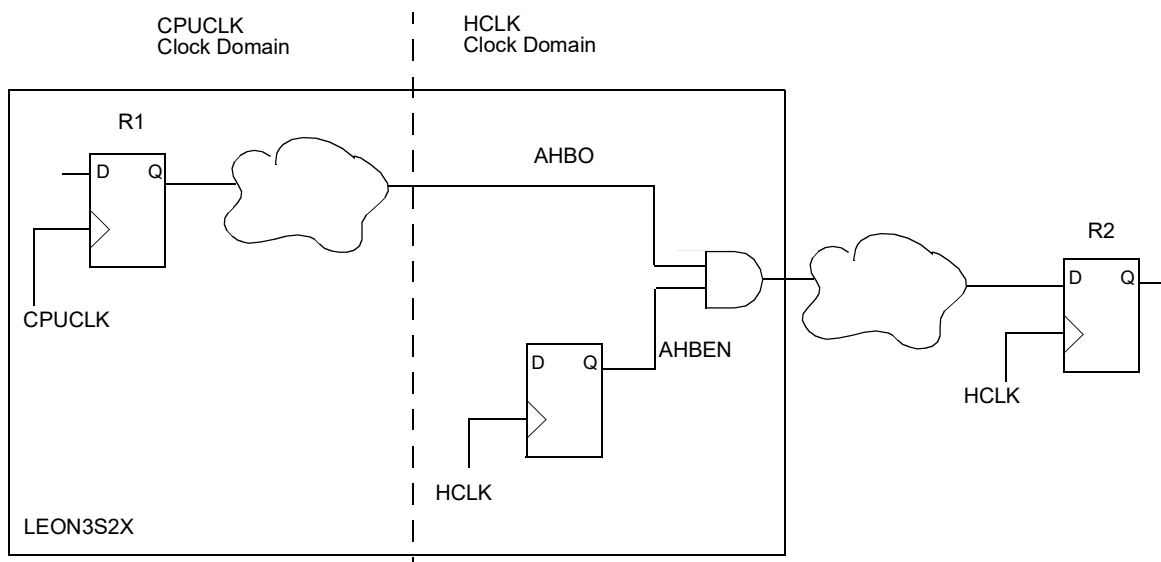 CPUCLK
Clock Domain
HCLK
Clock Domain
R1
D
Q
CPUCLK
AHBO
R2
D
Q
HCLK
D
Q
AHBEN
HCLK
LEON3S2X